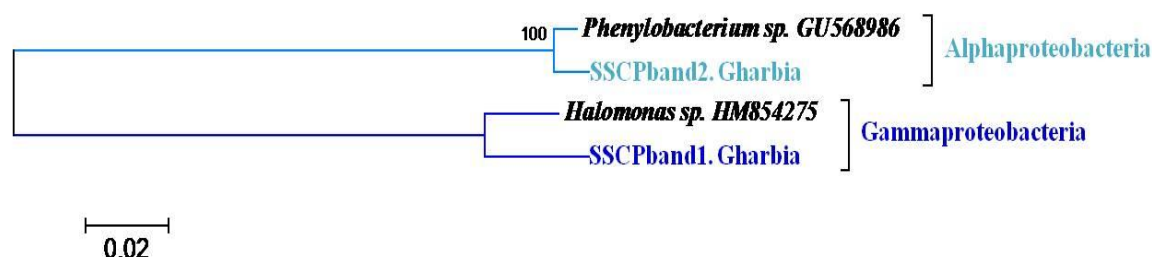 100
Phenylobacterium sp. GU568986
SSCPband2. Gharbia
Alphaproteobacteria
Halomonas sp. HM854275
SSCPband1. Gharbia
Gammaproteobacteria
0.02